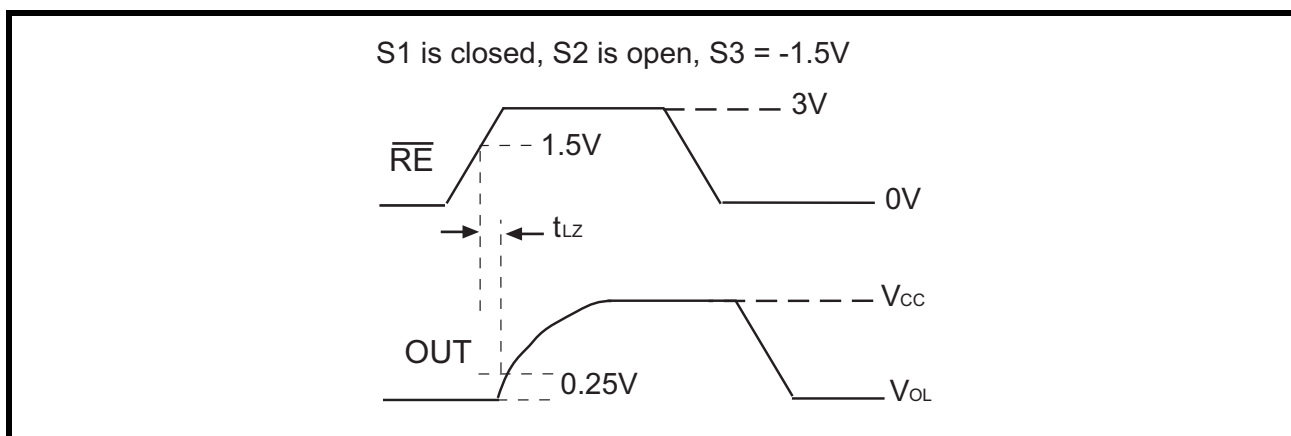 S1 is closed, S2 is open, S3 = -1.5V
3V
1.5V
RE
0V
tLZ
VCC
OUT
0.25V
VOL